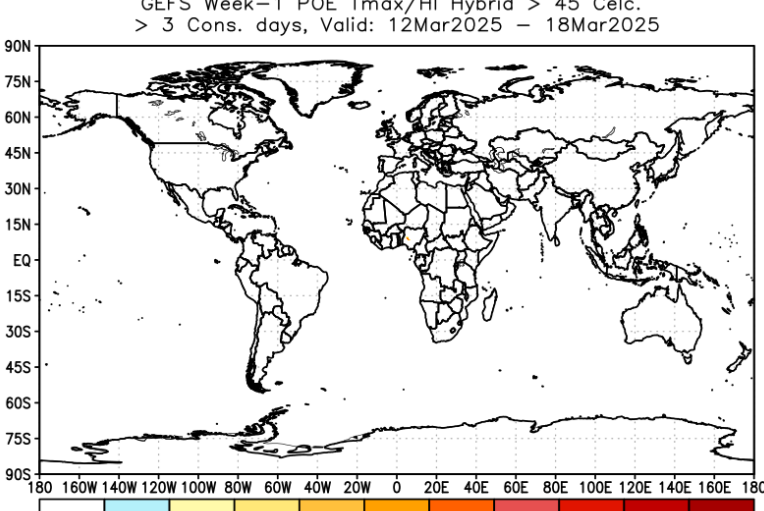 GEFS Week-1 POE Tmax/HI Hybrid > 45 Celc.
> 3 Cons. days, Valid: 12Mar2025 - 18Mar2025
90N
75N
60N
45N
30N
15N
EQ
15S
30S
45S
60S
75S
90S
180 160W 140W 120W 100W 80W 60W 40W 20W 0 20E 40E 60E 80E 100E 120E 140E 160E 180